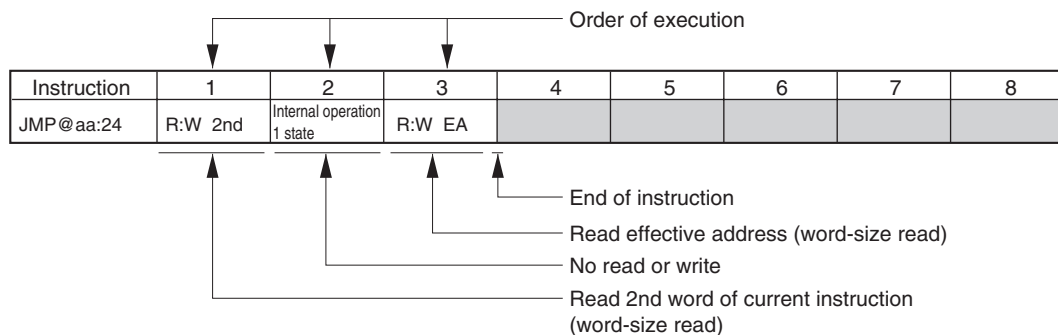 Order of execution
Instruction 1 2 3 4 5 6 7 8
JMP@aa:24 R:W 2nd Internal operation 1 state R:W EA
End of instruction
Read effective address (word-size read)
No read or write
Read 2nd word of current instruction
(word-size read)